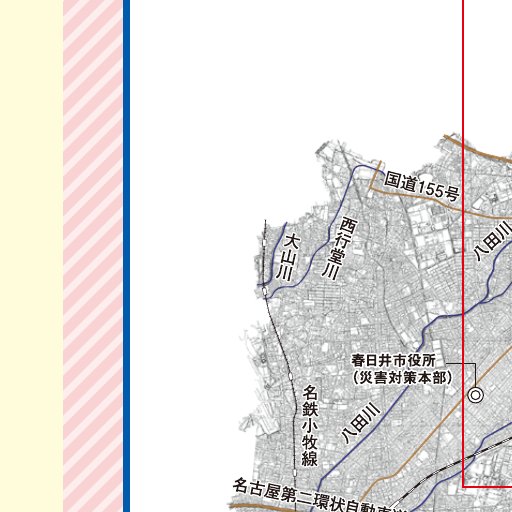 国道155号
八田川
西行堂川
大山川
春日井市役所
(災害対策本部)
名鉄小牧線
八田川
名古屋第二環状自動車道